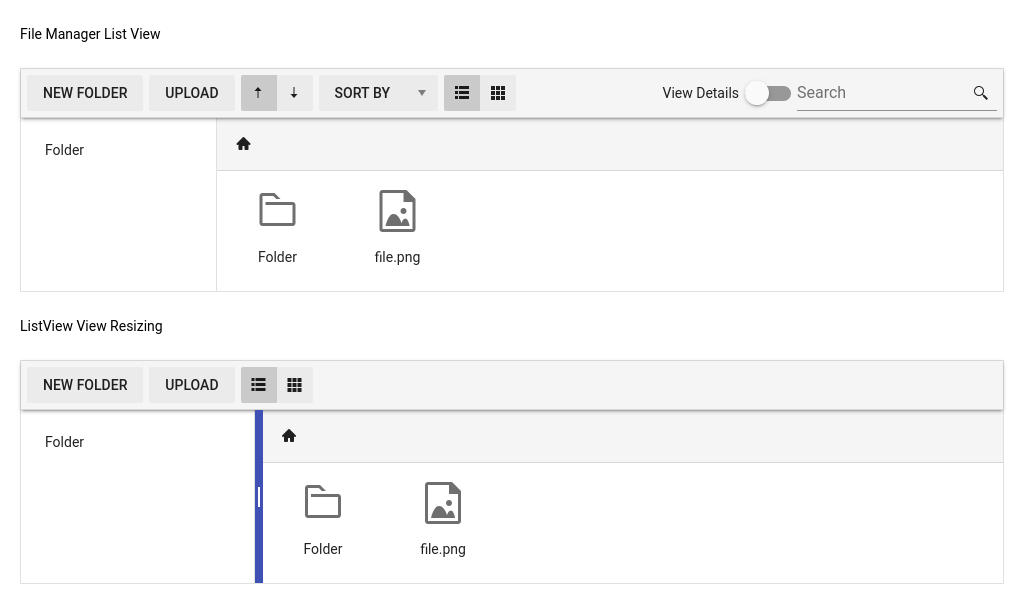 File Manager List View
NEW FOLDER UPLOAD SORT BY View Details Search
Folder
Folder file.png
ListView View Resizing
NEW FOLDER UPLOAD
Folder
Folder file.png